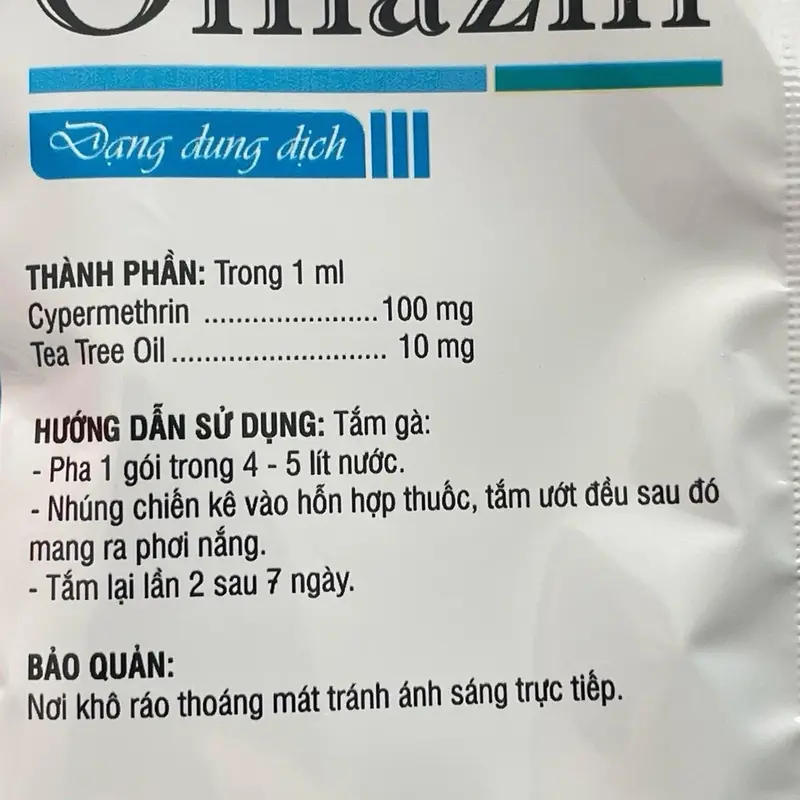 Dạng dung dịch
THÀNH PHẦN: Trong 1 ml
Cypermethrin ...................... 100 mg
Tea Tree Oil ........................... 10 mg
HƯỚNG DẪN SỬ DỤNG: Tắm gà:
- Pha 1 gói trong 4 - 5 lít nước.
- Nhúng chiến kê vào hỗn hợp thuốc, tắm ướt đều sau đó
mang ra phơi nắng.
- Tắm lại lần 2 sau 7 ngày.
BẢO QUẢN:
Nơi khô ráo thoáng mát tránh ánh sáng trực tiếp.